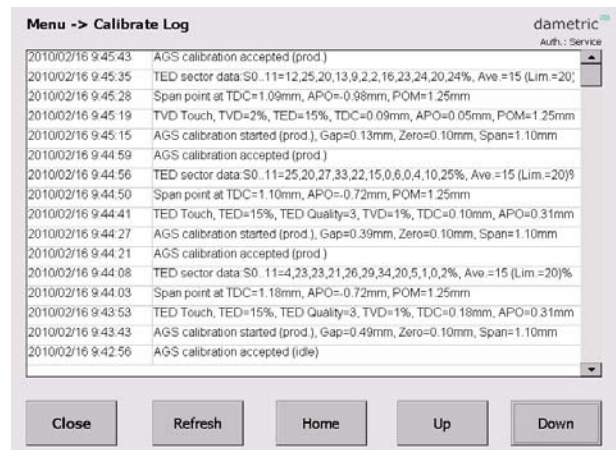 Menu -> Calibrate Log
dametric
Auth.: Service
2010/02/16 9:45:43 AGS calibration accepted (prod.)
2010/02/16 9:45:35 TED sector data:S0..11=12,25,20,13,9,2,2,16,23,24,20,24%, Ave.=15 (Lim.=20)
2010/02/16 9:45:28 Span point at TDC=1.09mm, APO=-0.98mm, POM=1.25mm
2010/02/16 9:45:19 TVD Touch, TVD=2%, TED=15%, TDC=0.09mm, APO=0.05mm, POM=1.25mm
2010/02/16 9:45:15 AGS calibration started (prod.), Gap=0.13mm, Zero=0.10mm, Span=1.10mm
2010/02/16 9:44:59 AGS calibration accepted (prod.)
2010/02/16 9:44:56 TED sector data:S0..11=25,20,27,33,22,15,0,6,0,4,10,25%, Ave.=15 (Lim.=20)%
2010/02/16 9:44:50 Span point at TDC=1.10mm, APO=-0.72mm, POM=1.25mm
2010/02/16 9:44:41 TED Touch, TED=15%, TED Quality=3, TVD=1%, TDC=0.10mm, APO=0.31mm
2010/02/16 9:44:27 AGS calibration started (prod.), Gap=0.39mm, Zero=0.10mm, Span=1.10mm
2010/02/16 9:44:21 AGS calibration accepted (prod.)
2010/02/16 9:44:08 TED sector data:S0..11=4,23,23,21,26,29,34,20,5,1,0,2%, Ave.=15 (Lim.=20)%
2010/02/16 9:44:03 Span point at TDC=1.18mm, APO=-0.72mm, POM=1.25mm
2010/02/16 9:43:53 TED Touch, TED=15%, TED Quality=3, TVD=1%, TDC=0.18mm, APO=0.31mm
2010/02/16 9:43:43 AGS calibration started (prod.), Gap=0.49mm, Zero=0.10mm, Span=1.10mm
2010/02/16 9:42:56 AGS calibration accepted (idle)
Close Refresh Home Up Down